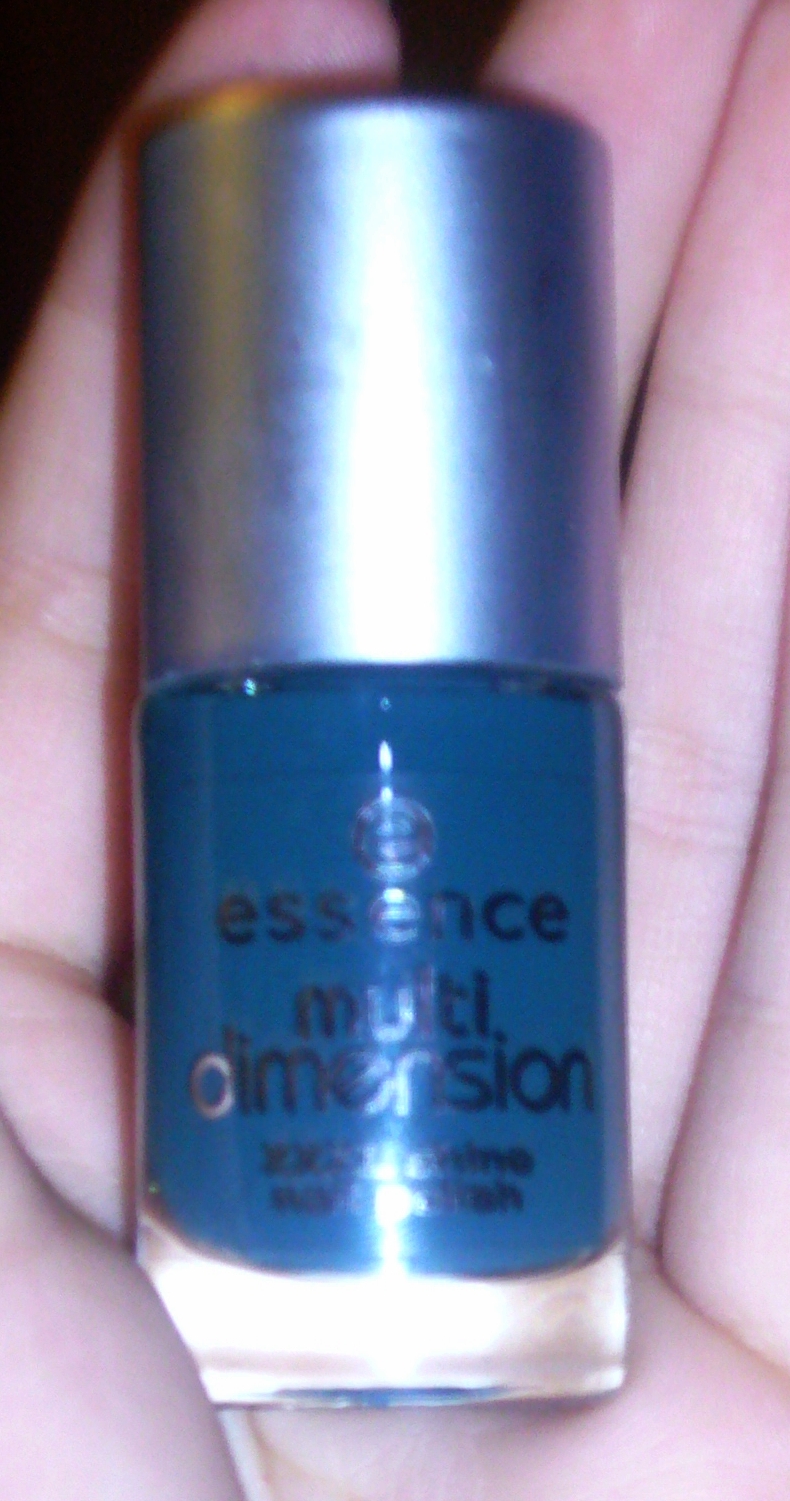 e
essence
multi
dimension
XXXL shine
nail polish